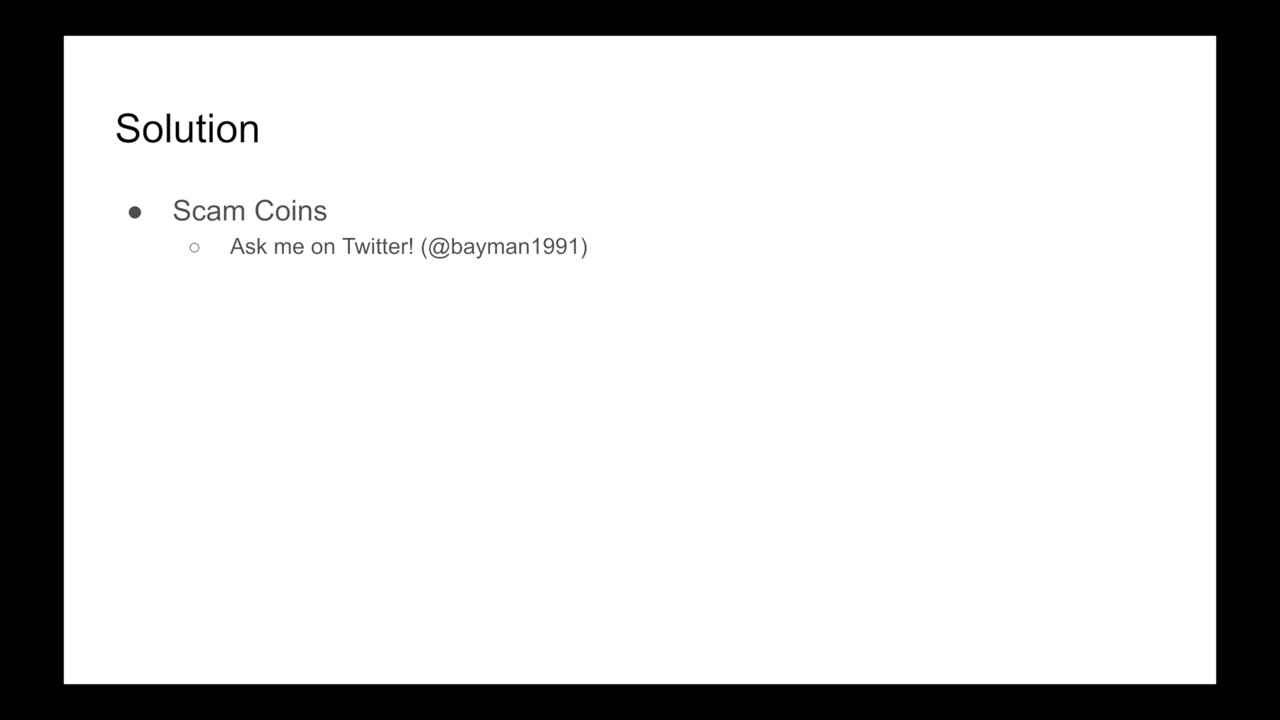 Solution
● Scam Coins
○ Ask me on Twitter! (@bayman1991)